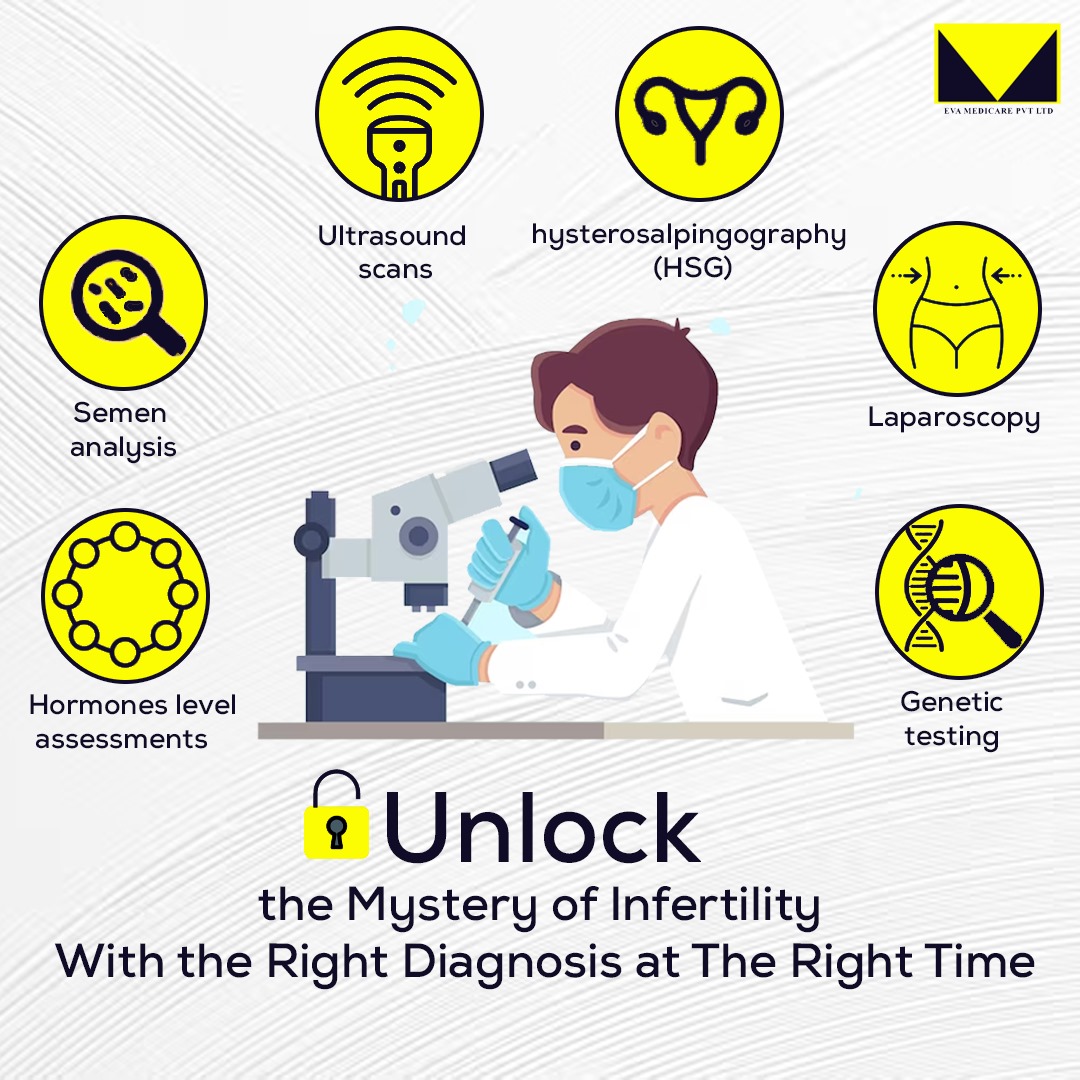 EVA MEDICARE PVT LTD
Ultrasound
scans
hysterosalpingography
(HSG)
Semen
analysis
Laparoscopy
Hormones level
assessments
Genetic
testing
Unlock
the Mystery of Infertility
With the Right Diagnosis at The Right Time